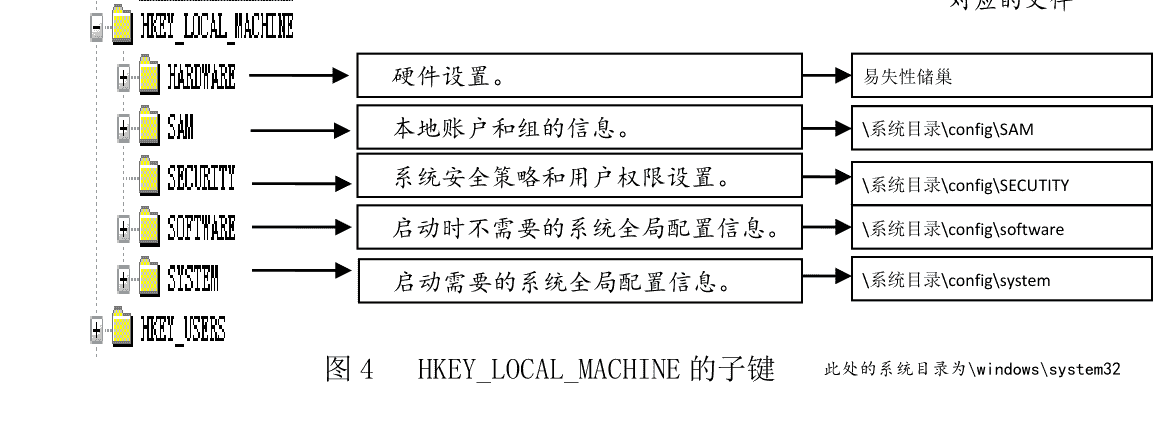 对应的文件
HKEY_LOCAL_MACHINE
HARDWARE 硬件设置。 易失性储巢
SAM 本地账户和组的信息。 \系统目录\config\SAM
SECURITY 系统安全策略和用户权限设置。 \系统目录\config\SECUTITY
SOFTWARE 启动时不需要的系统全局配置信息。 \系统目录\config\software
SYSTEM 启动需要的系统全局配置信息。 \系统目录\config\system
HKEY_USERS
图 4 HKEY_LOCAL_MACHINE 的子键 此处的系统目录为\windows\system32